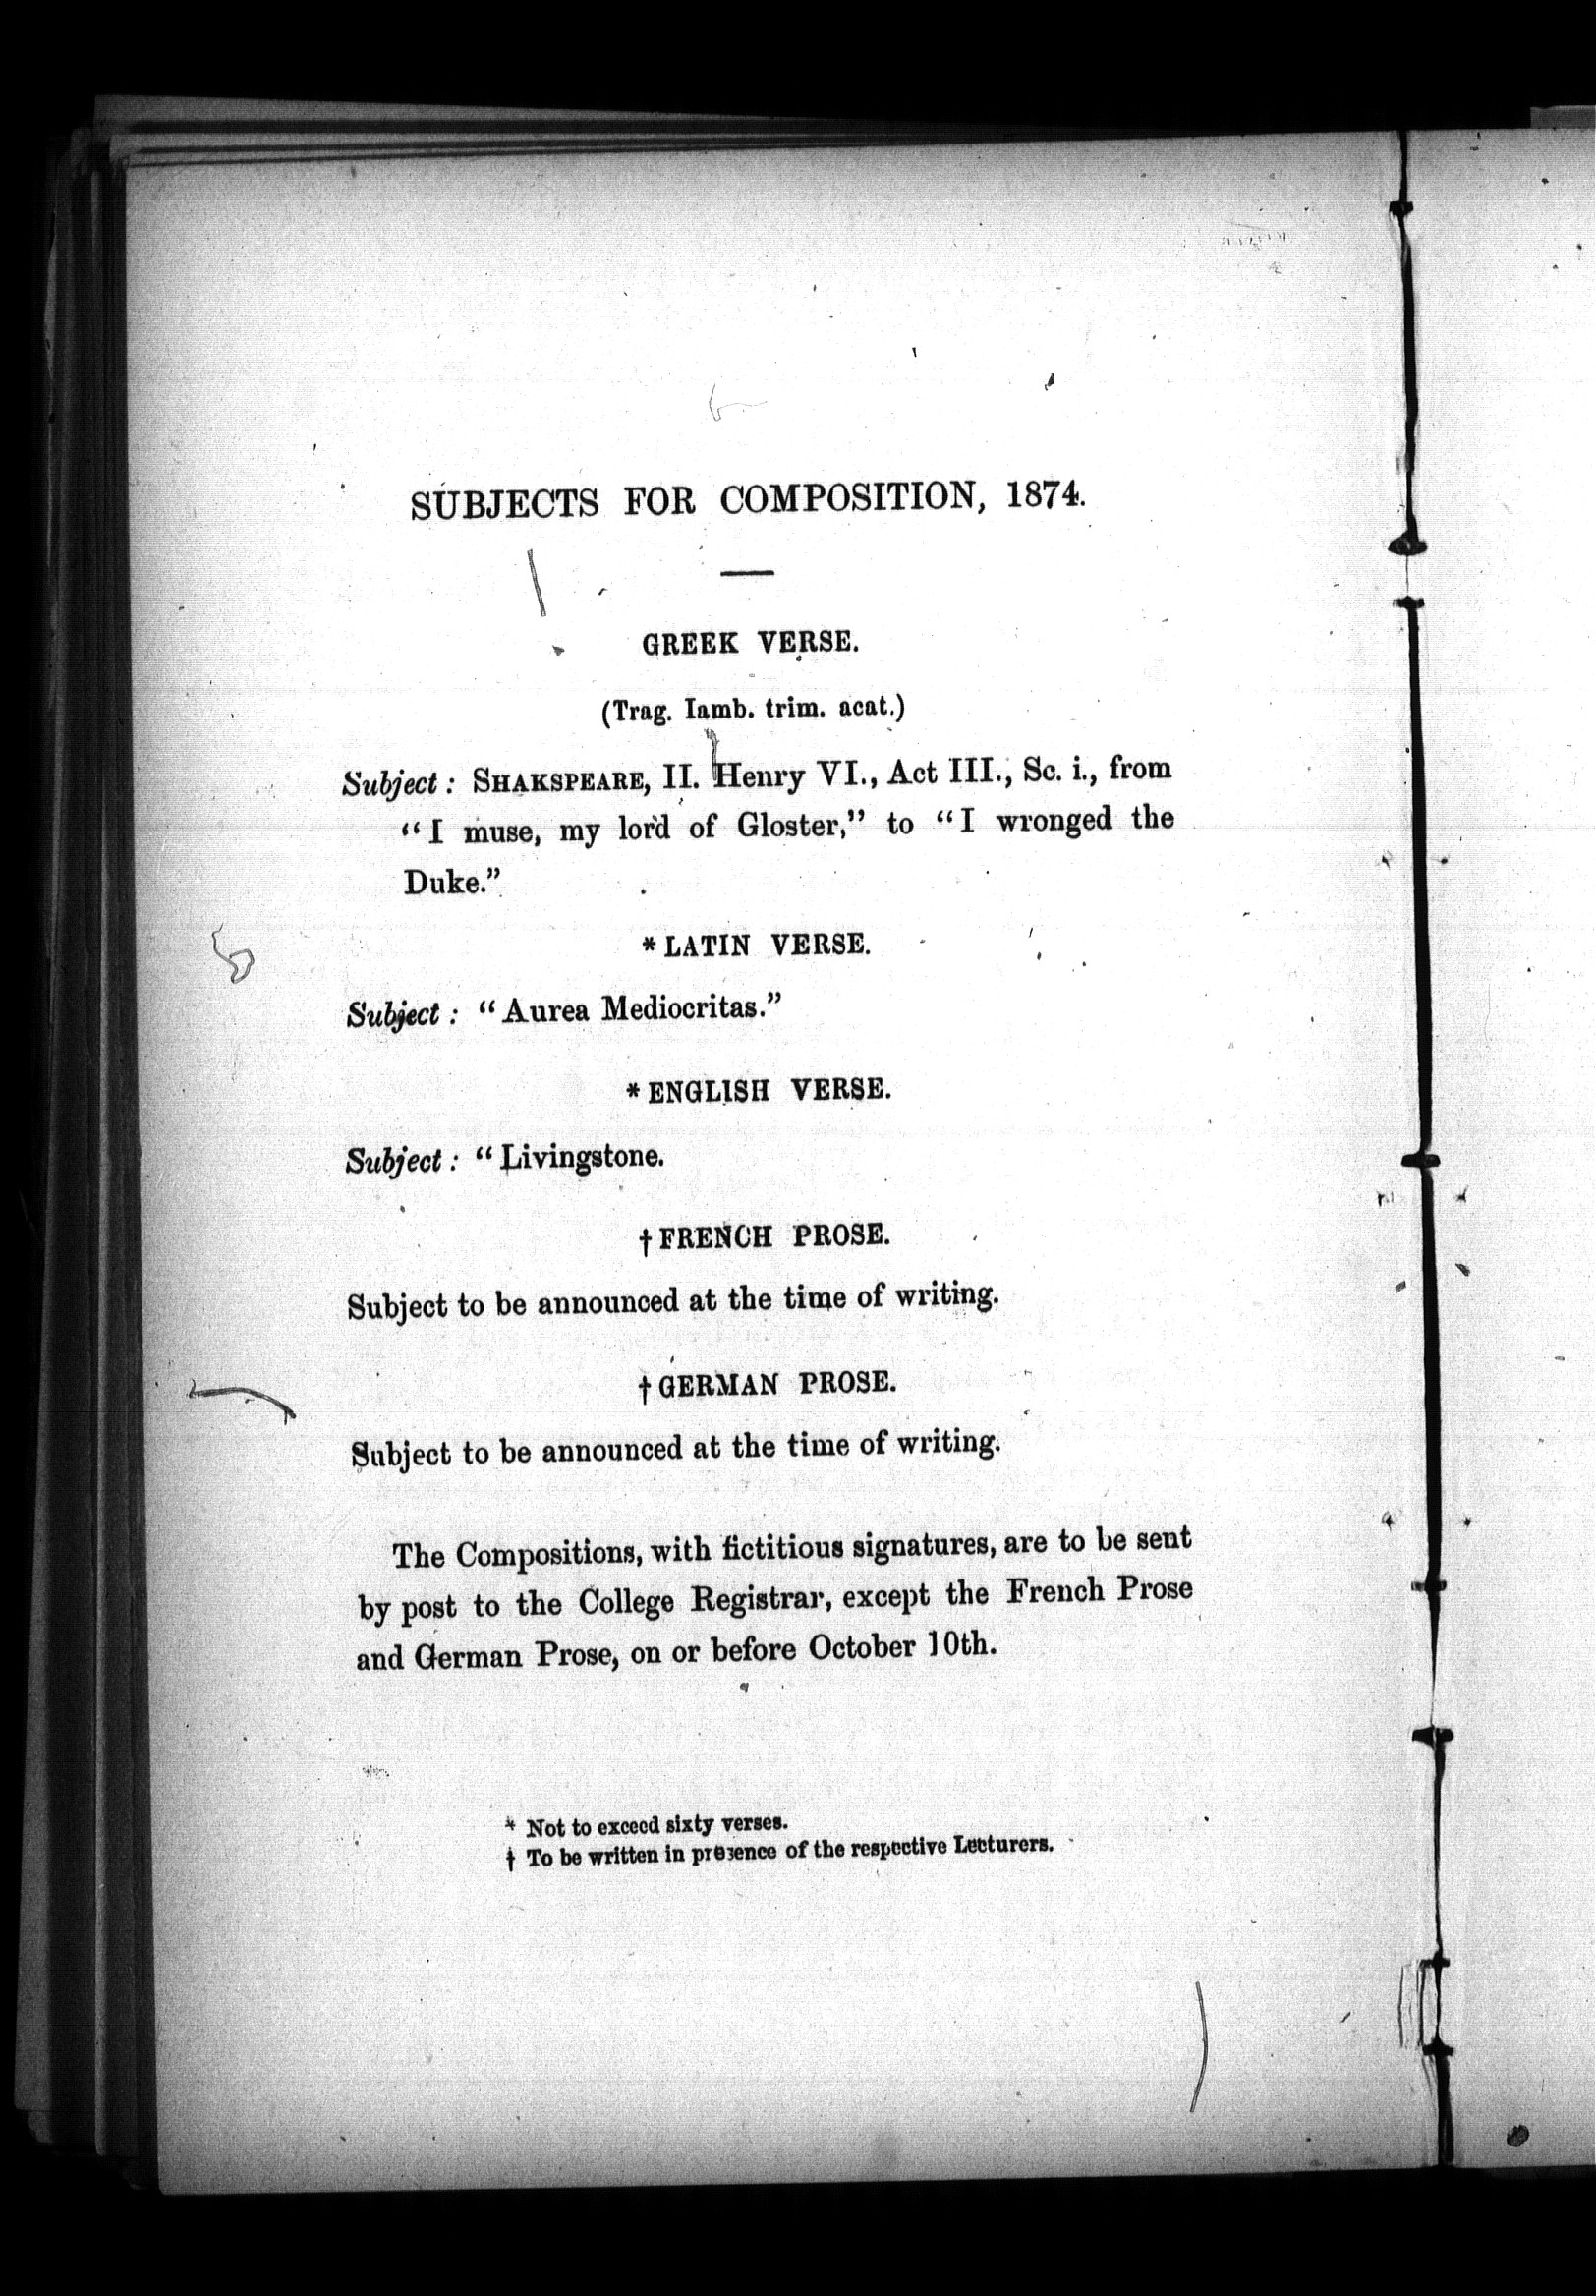 SUBJECTS FOR COMPOSITION, 1874.
GREEK VERSE.
(Trag. Iamb. trim. acat.)
Subject: SHAKSPEARE, II. Henry VI., Act III., Sc. i., from
“I muse, my lord of Gloster,” to “I wronged the
Duke.”
*LATIN VERSE.
Subject: “Aurea Mediocritas.”
*ENGLISH VERSE.
Subject: “Livingstone.
†FRENCH PROSE.
Subject to be announced at the time of writing.
†GERMAN PROSE.
Subject to be announced at the time of writing.
The Compositions, with fictitious signatures, are to be sent
by post to the College Registrar, except the French Prose
and German Prose, on or before October 10th.
* Not to exceed sixty verses.
† To be written in presence of the respective Lecturers.